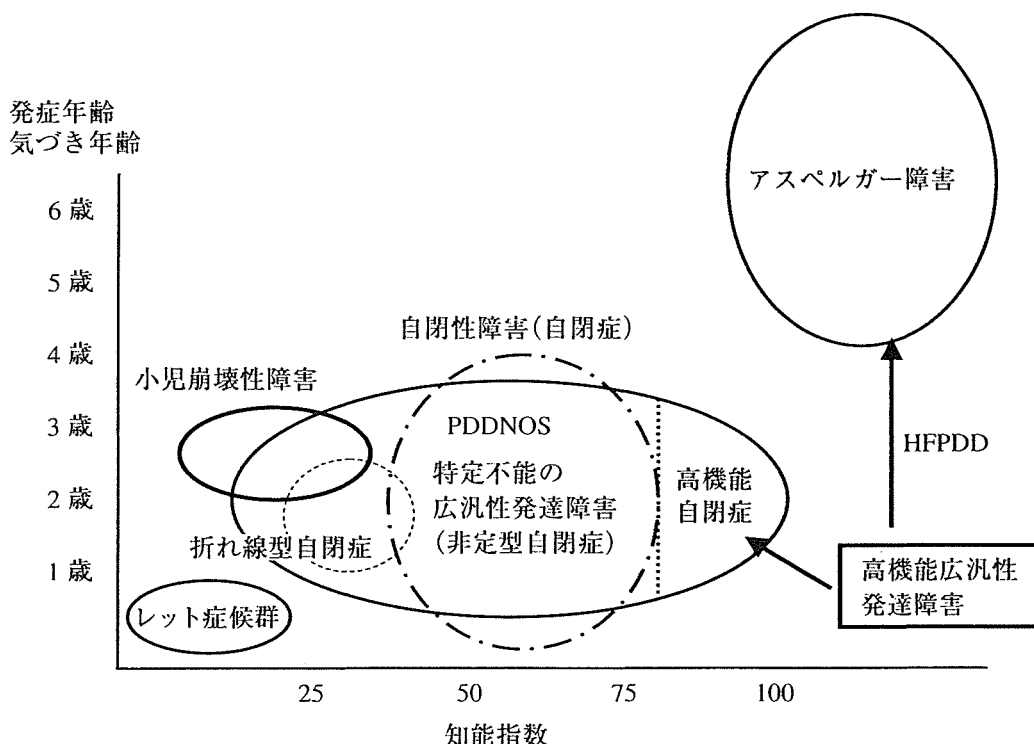 発症年齢
気づき年齢
アスペルガー障害
6歳
5歳
自閉性障害(自閉症)
4歳
小児崩壊性障害
3歳
PDDNOS
HFPDD
特定不能の
広汎性発達障害
(非定型自閉症)
高機能
自閉症
2歳
折れ線型自閉症
1歳
高機能広汎性
発達障害
レット症候群
25
50
75
100
知能指数